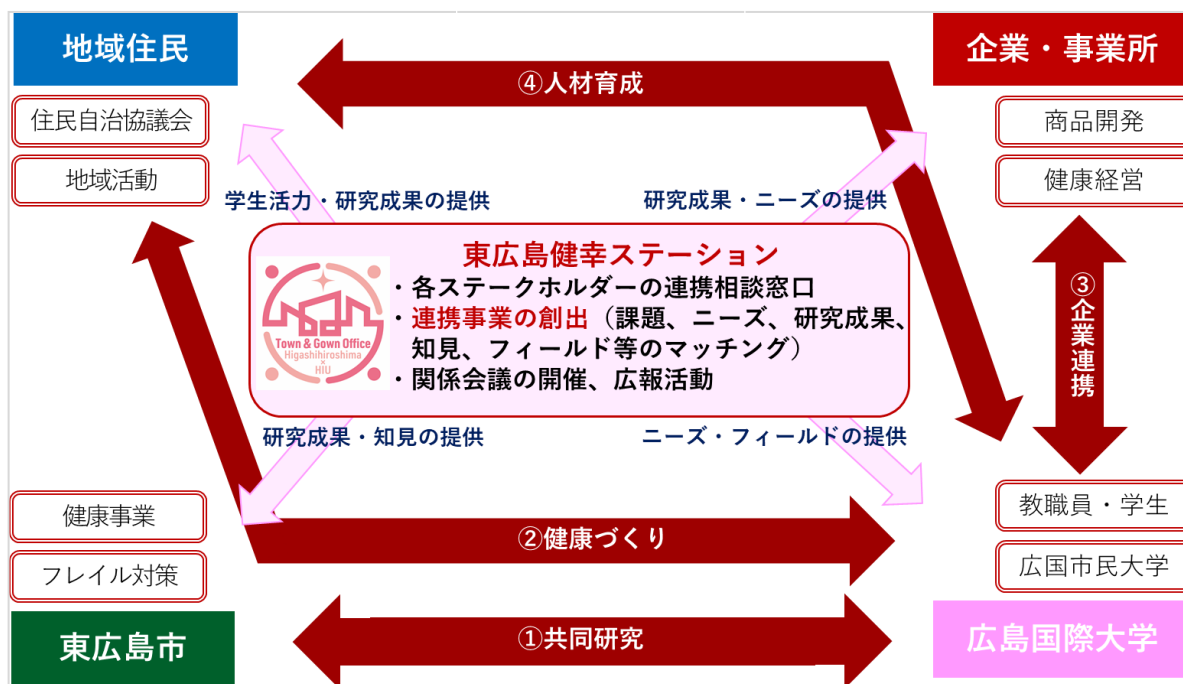 地域住民
企業・事業所
④人材育成
住民自治協議会
地域活動
商品開発
健康経営
学生活力・研究成果の提供
研究成果・ニーズの提供
東広島健幸ステーション
・各ステークホルダーの連携相談窓口
・連携事業の創出（課題、ニーズ、研究成果、
知見、フィールド等のマッチング）
・関係会議の開催、広報活動
Town & Gown Office
Higashihiroshima
×
HIU
③企業連携
研究成果・知見の提供
ニーズ・フィールドの提供
健康事業
フレイル対策
②健康づくり
教職員・学生
広国市民大学
東広島市
①共同研究
広島国際大学